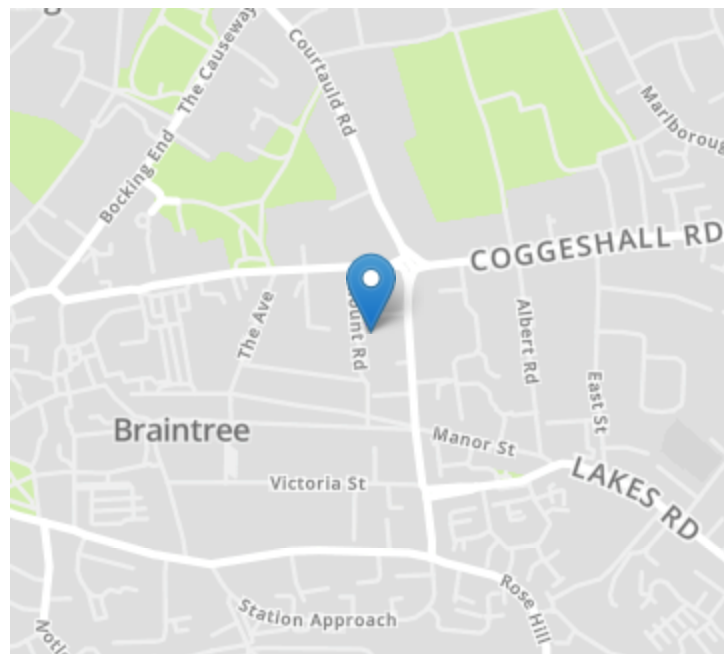 The Causeway
Courtauld Rd
Bocking End
COGGESHALL RD
The Ave
Albert Rd
East St
Braintree
Manor St
Victoria St
LAKES RD
Rose Hill
Station Approach